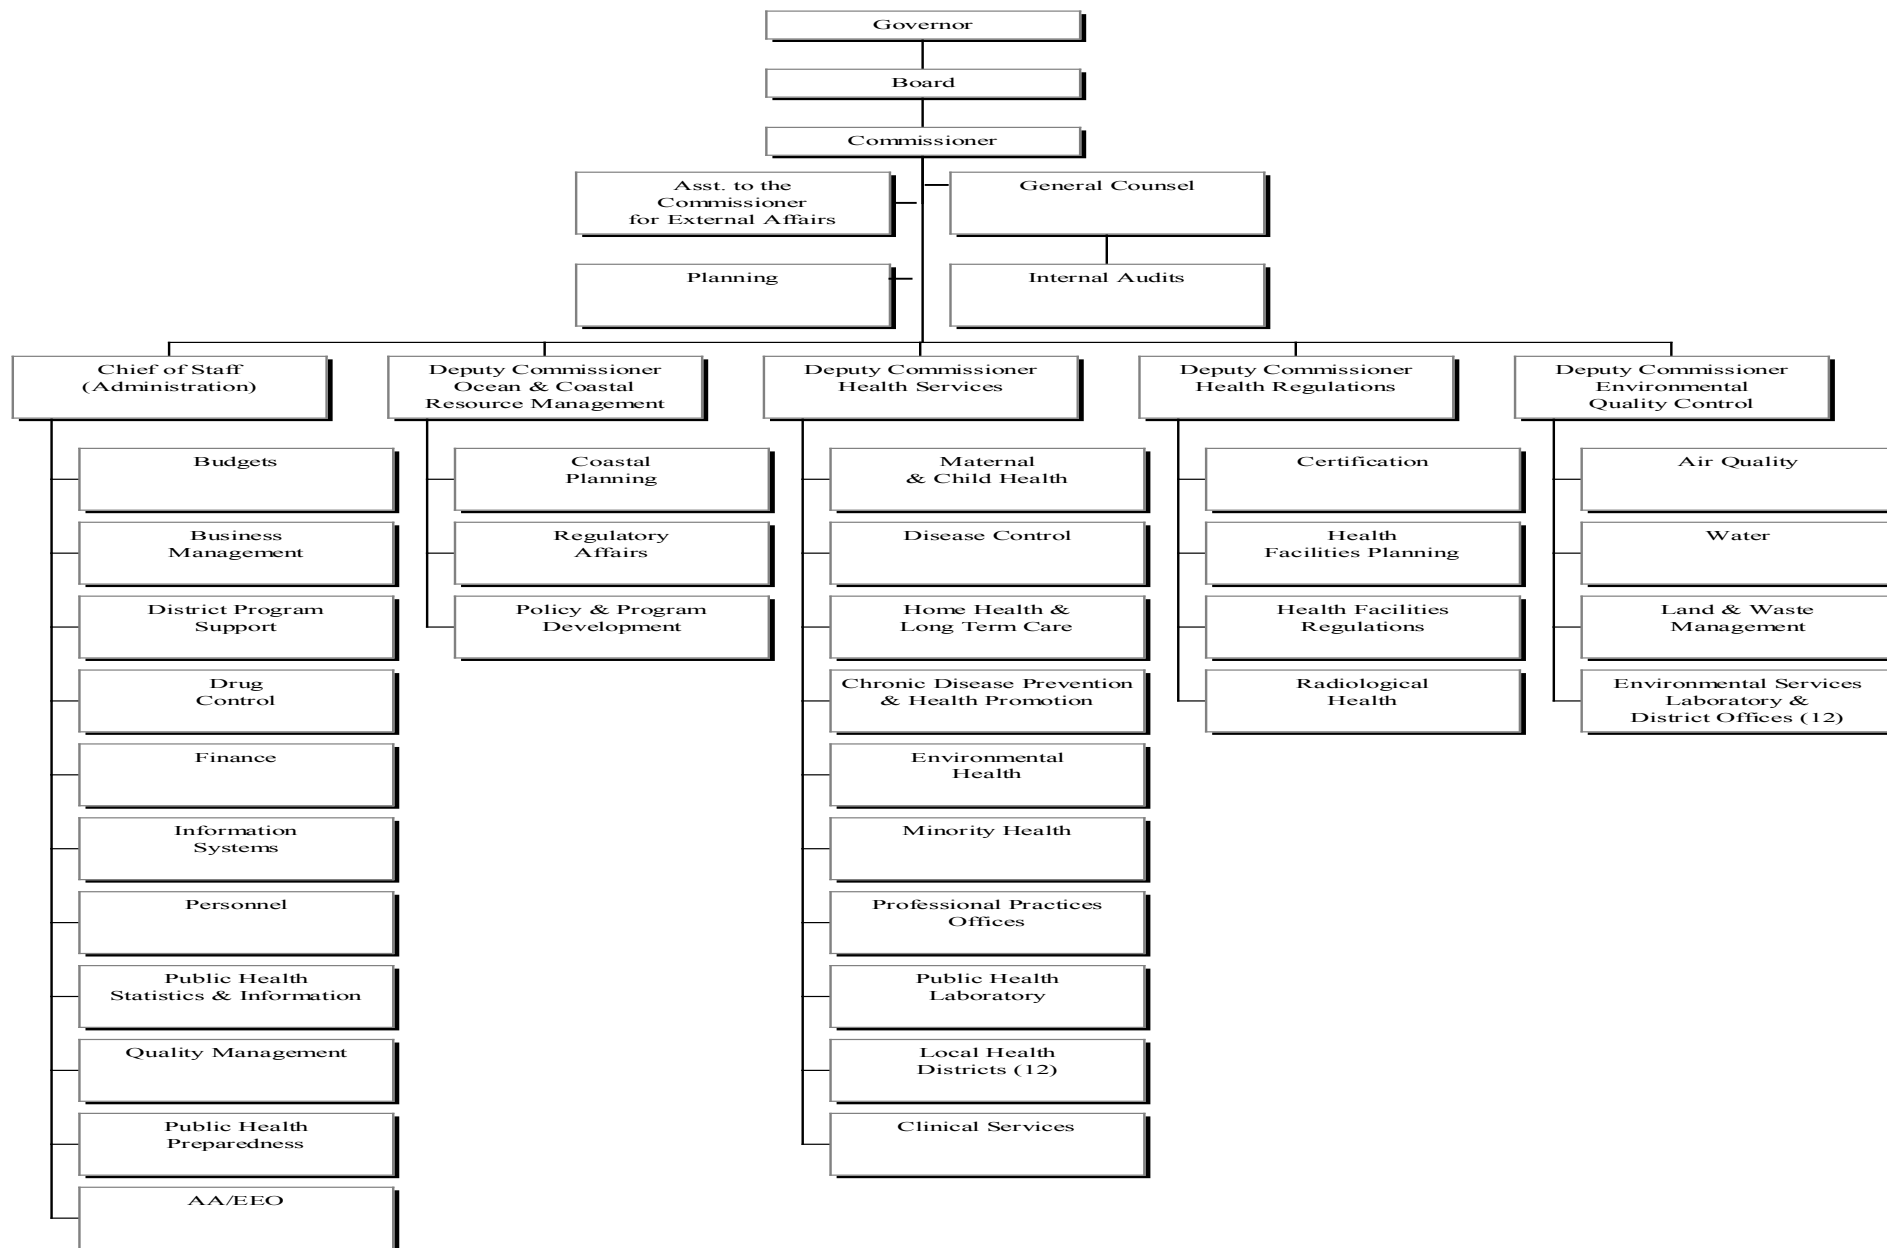 Governor
Board
Commissioner
Asst. to the
Commissioner
for External Affairs
General Counsel
Planning
Internal Audits
Chief of Staff
(Administration)
Deputy Commissioner
Ocean & Coastal
Resource Management
Deputy Commissioner
Health Services
Deputy Commissioner
Health Regulations
Deputy Commissioner
Environmental
Quality Control
Budgets
Business
Management
District Program
Support
Drug
Control
Finance
Information
Systems
Personnel
Public Health
Statistics & Information
Quality Management
Public Health
Preparedness
AA/EEO
Coastal
Planning
Regulatory
Affairs
Policy & Program
Development
Maternal
& Child Health
Disease Control
Home Health &
Long Term Care
Chronic Disease Prevention
& Health Promotion
Environmental
Health
Minority Health
Professional Practices
Offices
Public Health
Laboratory
Local Health
Districts (12)
Clinical Services
Certification
Health
Facilities Planning
Health Facilities
Regulations
Radiological
Health
Air Quality
Water
Land & Waste
Management
Environmental Services
Laboratory &
District Offices (12)